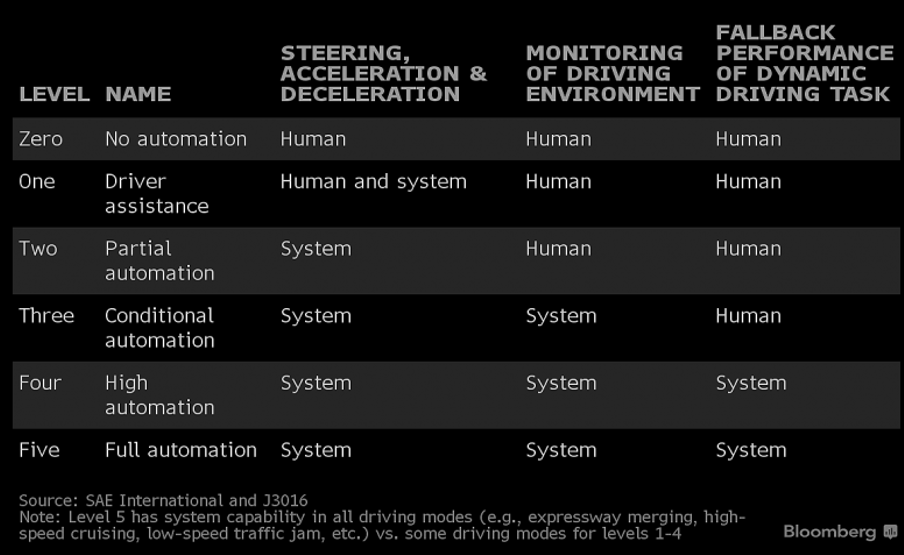 LEVEL NAME STEERING, ACCELERATION & DECELERATION MONITORING OF DRIVING ENVIRONMENT FALLBACK PERFORMANCE OF DYNAMIC DRIVING TASK
Zero No automation Human Human Human
One Driver assistance Human and system Human Human
Two Partial automation System Human Human
Three Conditional automation System System Human
Four High automation System System System
Five Full automation System System System
Source: SAE International and J3016
Note: Level 5 has system capability in all driving modes (e.g., expressway merging, high-
speed cruising, low-speed traffic jam, etc.) vs. some driving modes for levels 1-4
Bloomberg